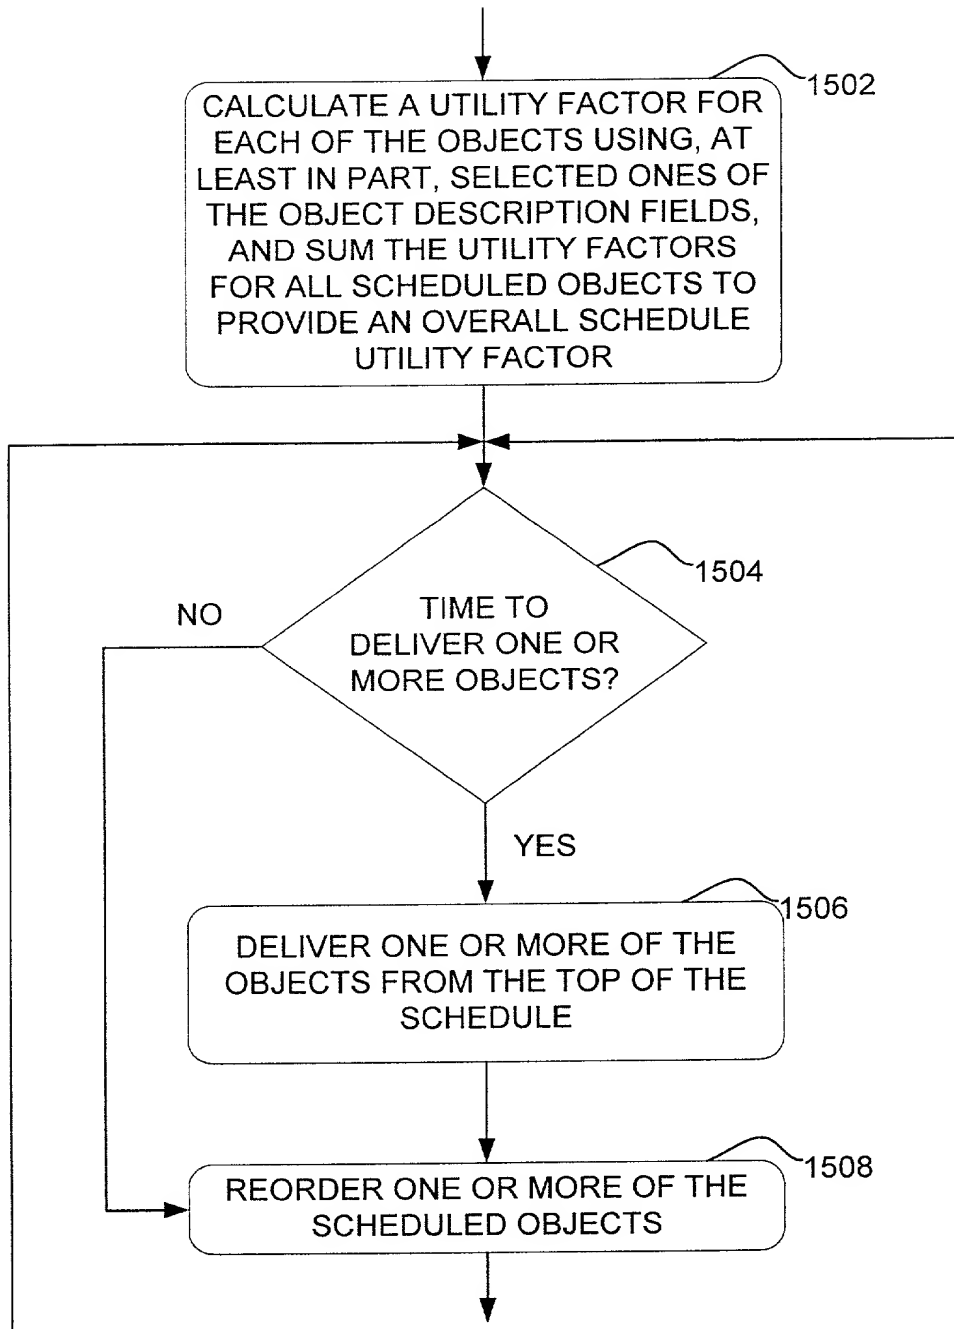 1502
CALCULATE A UTILITY FACTOR FOR
EACH OF THE OBJECTS USING, AT
LEAST IN PART, SELECTED ONES OF
THE OBJECT DESCRIPTION FIELDS,
AND SUM THE UTILITY FACTORS
FOR ALL SCHEDULED OBJECTS TO
PROVIDE AN OVERALL SCHEDULE
UTILITY FACTOR
1504
NO
TIME TO
DELIVER ONE OR
MORE OBJECTS?
YES
1506
DELIVER ONE OR MORE OF THE
OBJECTS FROM THE TOP OF THE
SCHEDULE
1508
REORDER ONE OR MORE OF THE
SCHEDULED OBJECTS